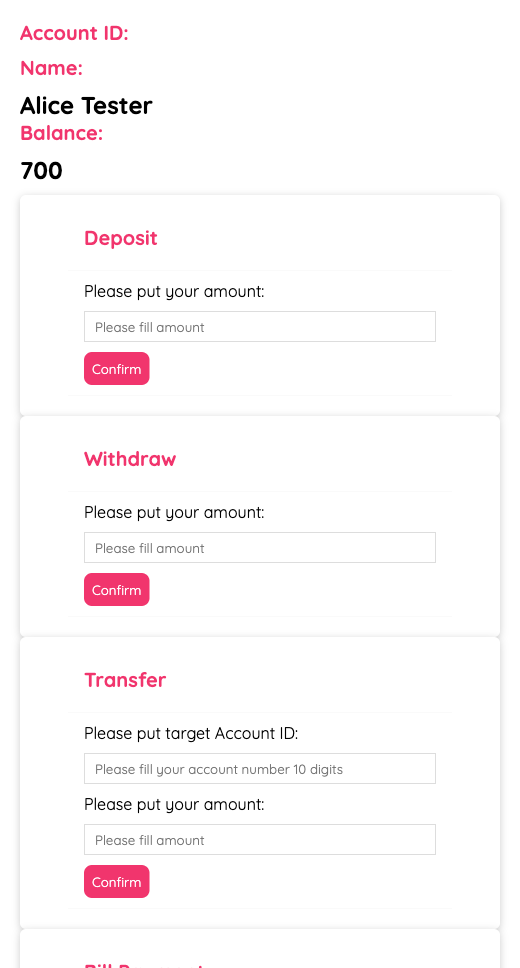 Account ID:
Name:
Alice Tester
Balance:
700
Deposit
Please put your amount:
Please fill amount
Confirm
Withdraw
Please put your amount:
Please fill amount
Confirm
Transfer
Please put target Account ID:
Please fill your account number 10 digits
Please put your amount:
Please fill amount
Confirm